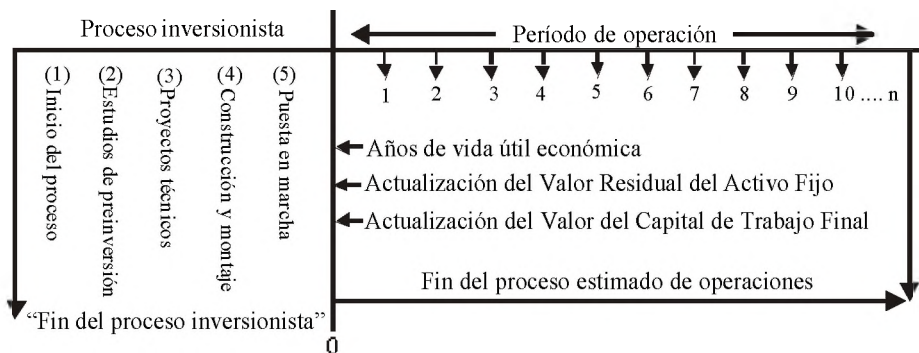 Proceso inversionista
Período de operación
(1) Inicio del proceso
(2) Estudios de preinversión
(3) Proyectos técnicos
(4) Construcción y montaje
(5) Puesta en marcha
1 2 3 4 5 6 7 8 9 10 .... n
Años de vida útil económica
Actualización del Valor Residual del Activo Fijo
Actualización del Valor del Capital de Trabajo Final
Fin del proceso estimado de operaciones
“Fin del proceso inversionista”
0